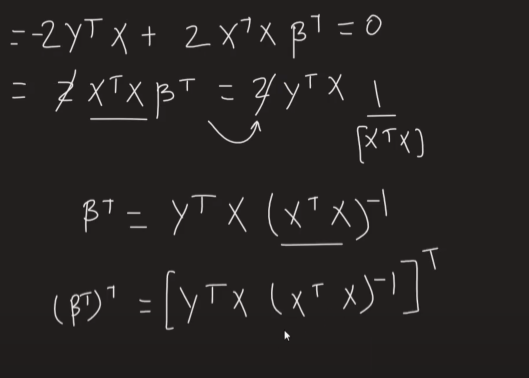 = -2Yᵀ X + 2 Xᵀ X βᵀ = 0
= 2 Xᵀ X βᵀ = 2 Yᵀ X 1/[XᵀX]
βᵀ = Yᵀ X (Xᵀ X)⁻¹
(βᵀ)ᵀ = [Yᵀ X (Xᵀ X)⁻¹]ᵀ